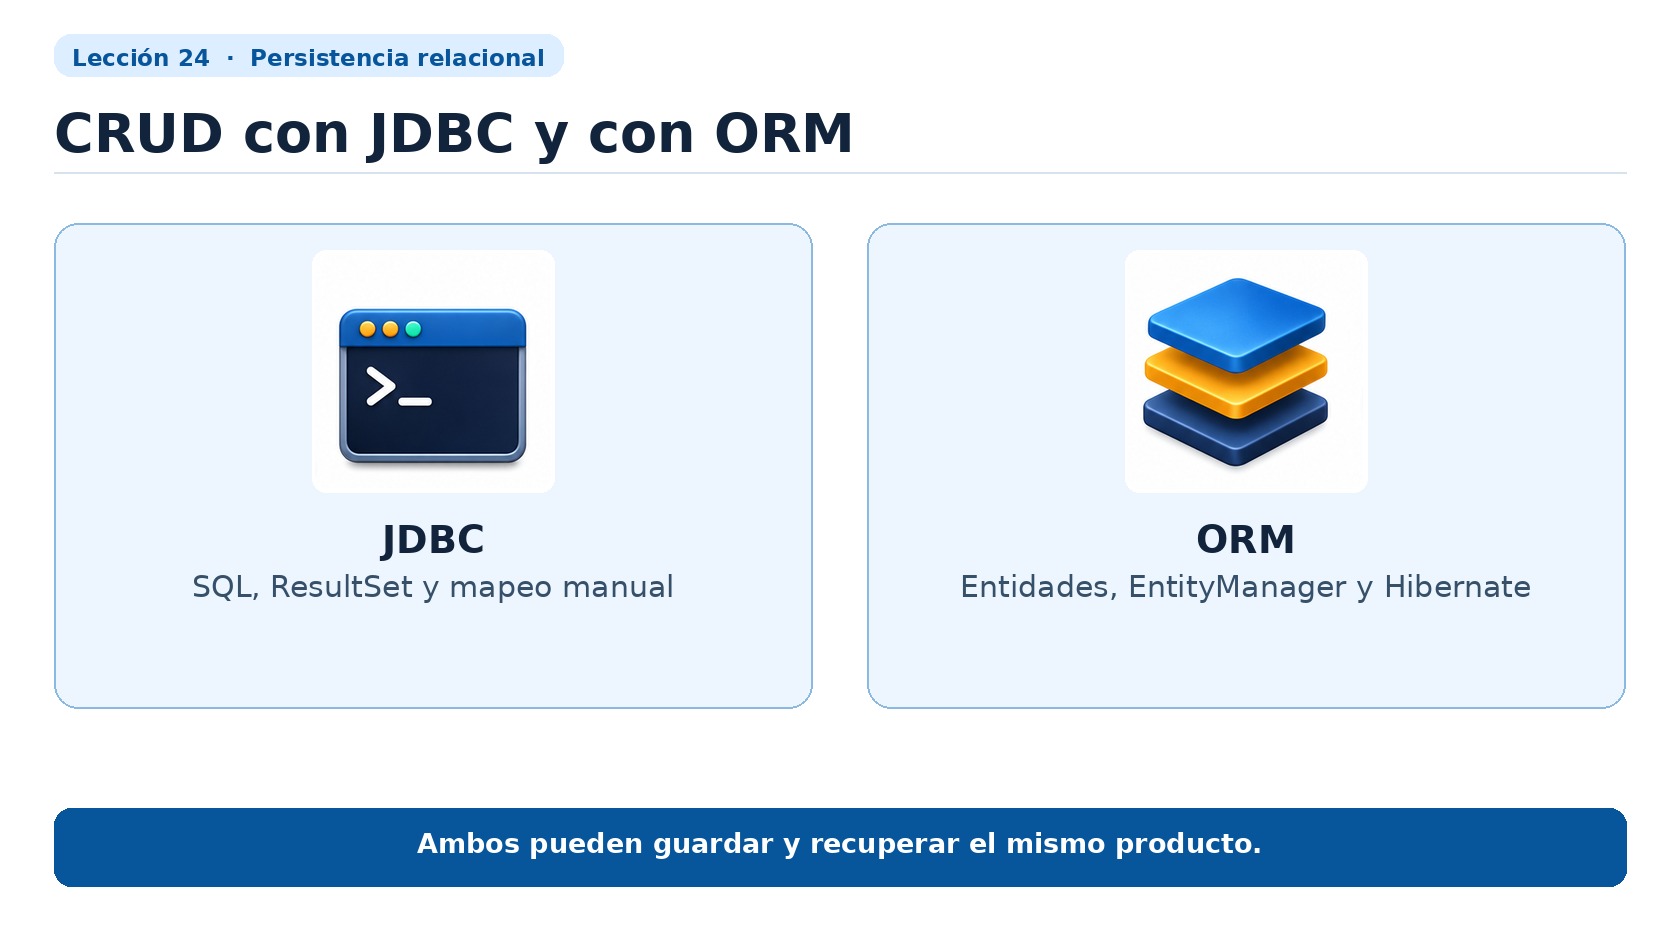 Lección 24 · Persistencia relacional
CRUD con JDBC y con ORM
JDBC
SQL, ResultSet y mapeo manual
ORM
Entidades, EntityManager y Hibernate
Ambos pueden guardar y recuperar el mismo producto.